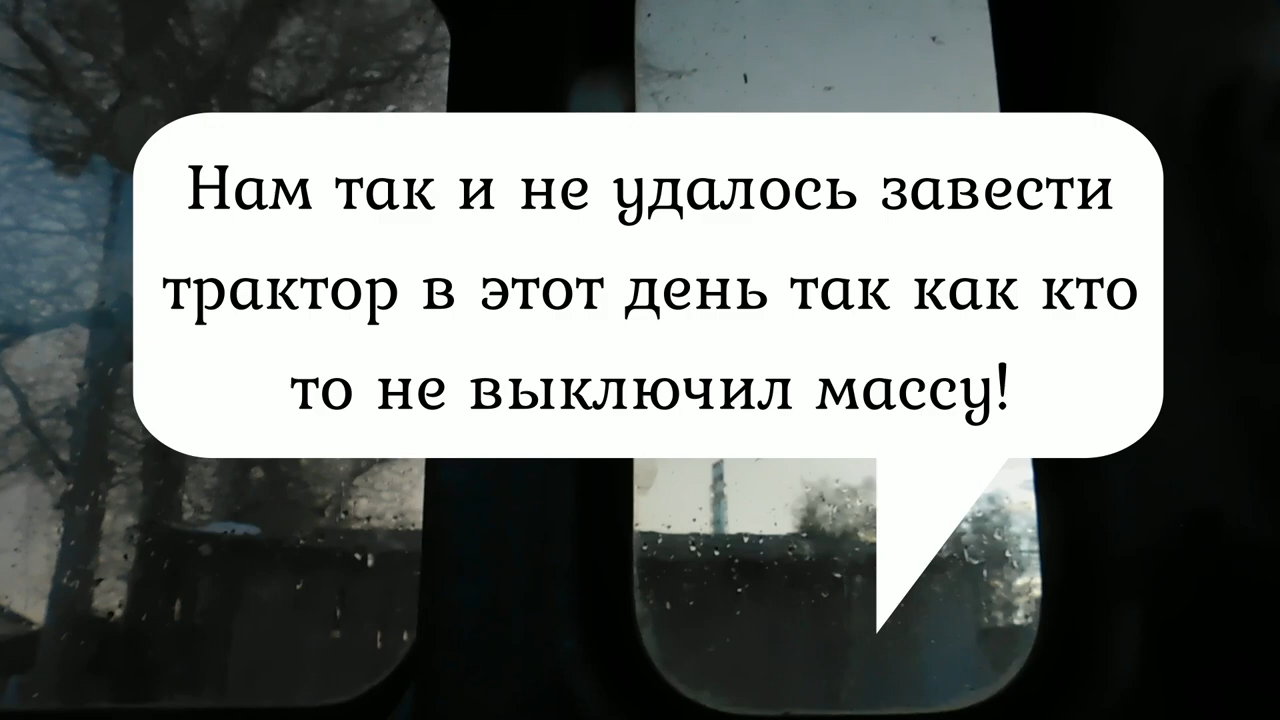 Нам так и не удалось завести
трактор в этот день так как кто
то не выключил массу!